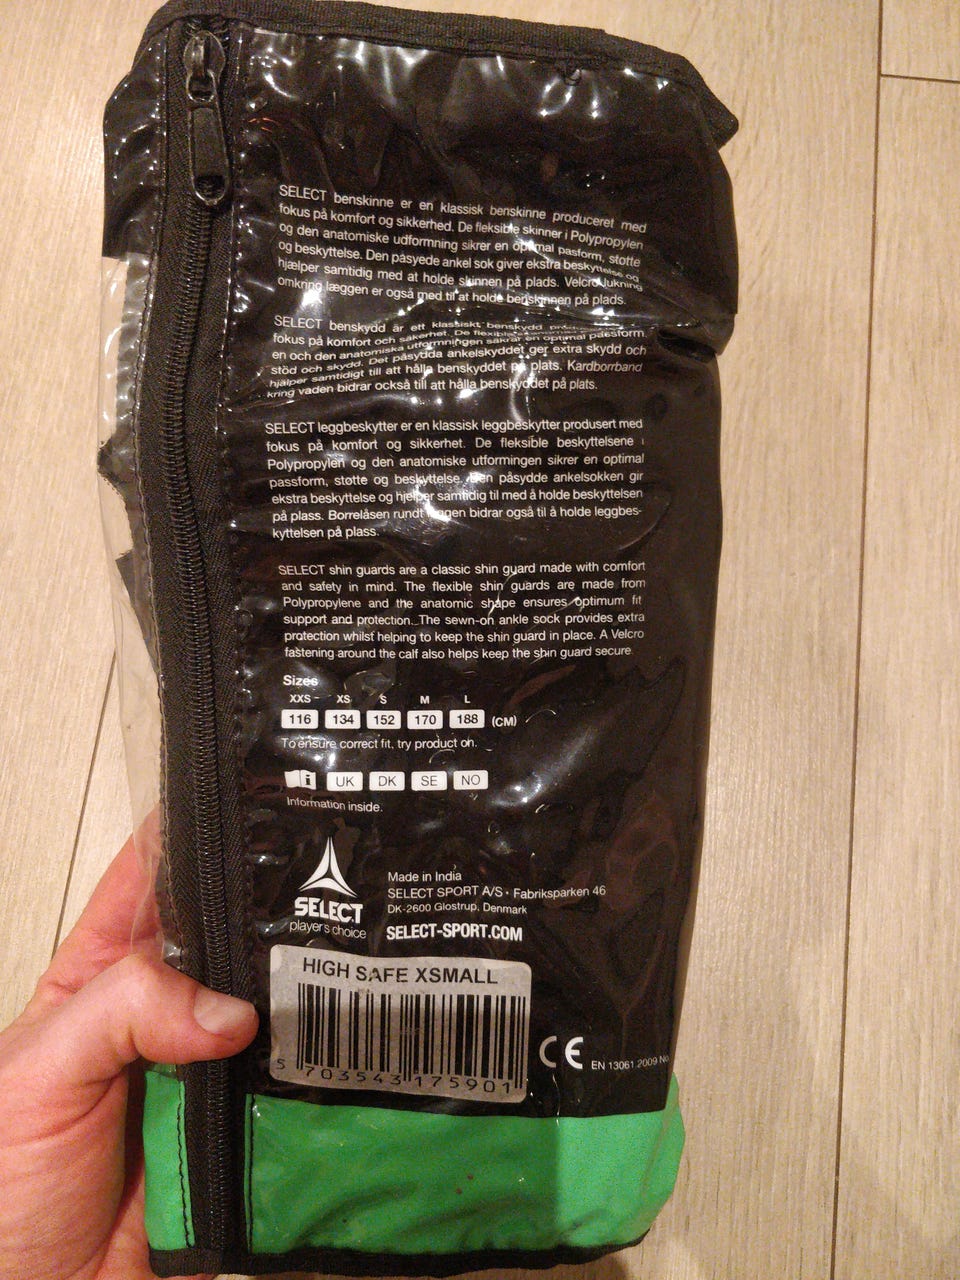 SELECT benskinne er en klassisk benskinne produceret med
fokus på komfort og sikkerhed. De fleksible skinner i Polypropylen
og den anatomiske udformning sikrer en optimal pasform, støtte
og beskyttelse. Den påsyede ankel sok giver ekstra beskyttelse og
hjælper samtidig med at holde skinnen på plads. Velcro lukning
omkring læggen er også med til at holde benskinnen på plads.
SELECT benskydd är ett klassiskt benskydd
fokus på komfort och säkerhet. De flexibla
en och den anatomiska utformningen säkrar en optimal passform,
stöd och skydd. Det påsydda ankelskyddet ger extra skydd och
hjälper samtidigt till att hålla benskyddet på plats. Kardborrband
kring vaden bidrar också till att hålla benskyddet på plats.
SELECT leggbeskytter er en klassisk leggbeskytter produsert med
fokus på komfort og sikkerhet. De fleksible beskyttelsene i
Polypropylen og den anatomiske utformingen sikrer en optimal
passform, støtte og beskyttelse. Den påsydde ankelsokken gir
ekstra beskyttelse og hjelper samtidig til med å holde beskyttelsen
på plass. Borrelåsen rundt leggen bidrar også til å holde leggbes-
kyttelsen på plass.
SELECT shin guards are a classic shin guard made with comfort
and safety in mind. The flexible shin guards are made from
Polypropylene and the anatomic shape ensures optimum fit
support and protection. The sewn-on ankle sock provides extra
protection whilst helping to keep the shin guard in place. A Velcro
fastening around the calf also helps keep the shin guard secure.
Sizes
XXS XS S M L
116 134 152 170 188 (CM)
To ensure correct fit, try product on.
i UK DK SE NO
Information inside.
Made in India
SELECT SPORT A/S • Fabriksparken 46
DK-2600 Glostrup, Denmark
SELECT-SPORT.COM
SELECT
player's choice
HIGH SAFE XSMALL
5 703543 175901
CE EN 13061:2009